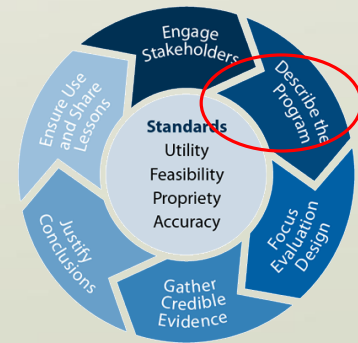 Engage
Stakeholders
Describe the
Program
Focus
Evaluation
Design
Gather
Credible
Evidence
Justify
Conclusions
Ensure Use
and Share
Lessons
Standards
Utility
Feasibility
Propriety
Accuracy